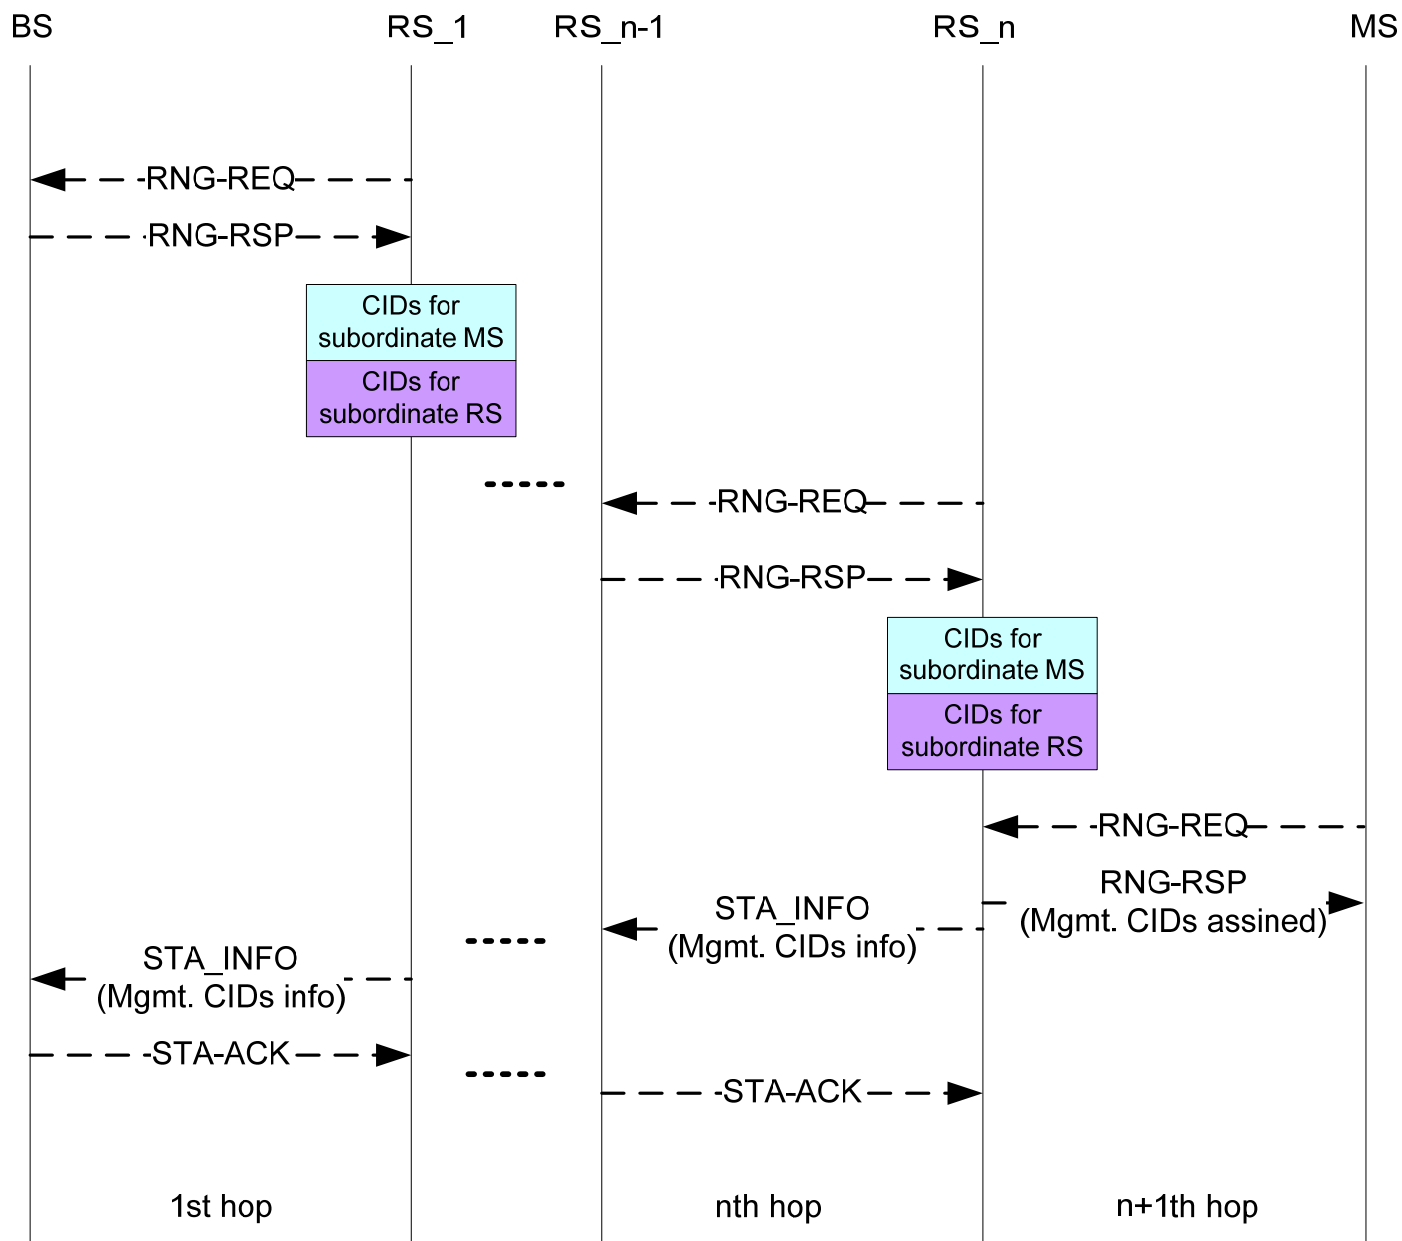 BS
RS_1
RS_n-1
RS_n
MS
RNG-REQ
RNG-RSP
CIDs for
subordinate MS
CIDs for
subordinate RS
RNG-REQ
RNG-RSP
CIDs for
subordinate MS
CIDs for
subordinate RS
RNG-REQ
RNG-RSP
(Mgmt. CIDs assined)
STA_INFO
(Mgmt. CIDs info)
STA_INFO
(Mgmt. CIDs info)
STA-ACK
STA-ACK
1st hop
nth hop
n+1th hop